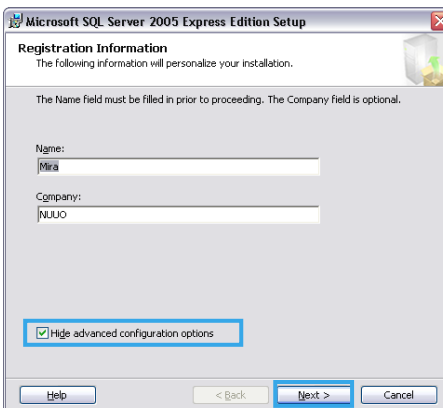 Microsoft SQL Server 2005 Express Edition Setup
Registration Information
The following information will personalize your installation.
The Name field must be filled in prior to proceeding. The Company field is optional.
Name:
Mira
Company:
NUUO
Hide advanced configuration options
Help
< Back
Next >
Cancel